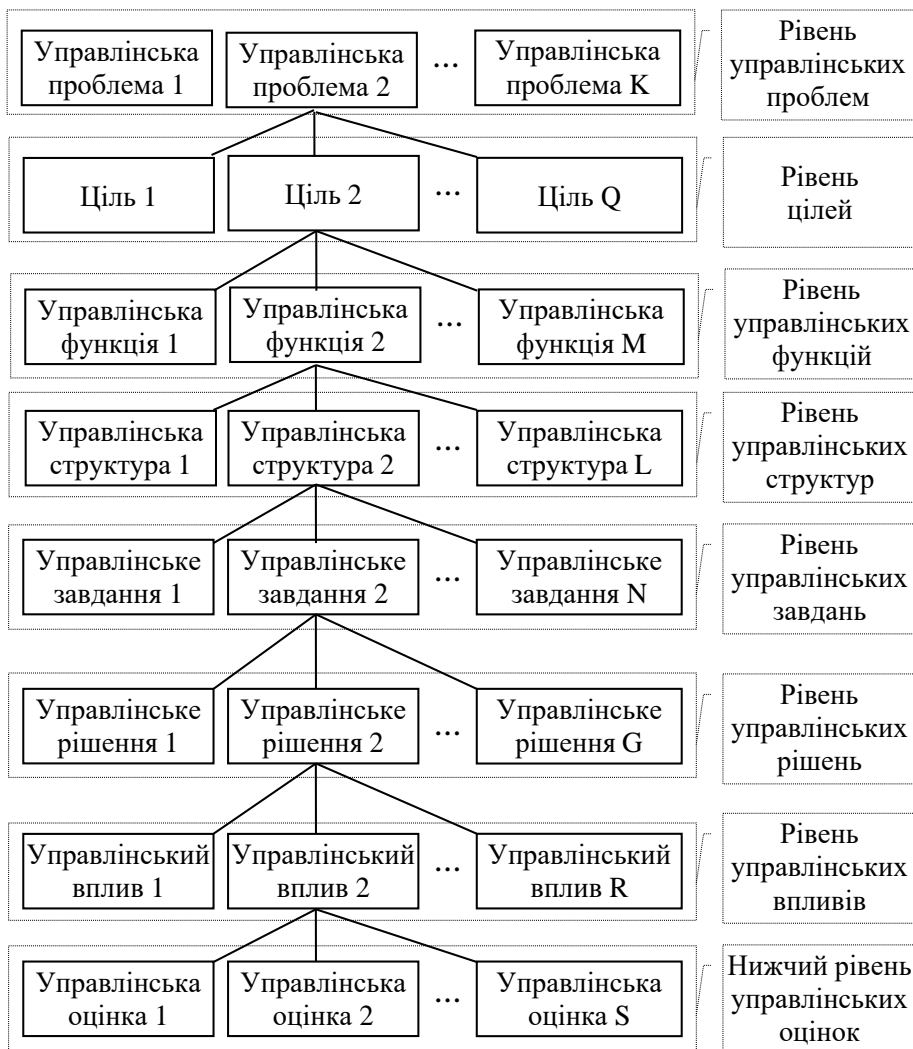 Управлінська
проблема 1
Управлінська
проблема 2
...
Управлінська
проблема K
Рівень
управлінських
проблем
Ціль 1
Ціль 2
...
Ціль Q
Рівень
цілей
Управлінська
функція 1
Управлінська
функція 2
...
Управлінська
функція M
Рівень
управлінських
функцій
Управлінська
структура 1
Управлінська
структура 2
...
Управлінська
структура L
Рівень
управлінських
структур
Управлінське
завдання 1
Управлінське
завдання 2
...
Управлінське
завдання N
Рівень
управлінських
завдань
Управлінське
рішення 1
Управлінське
рішення 2
...
Управлінське
рішення G
Рівень
управлінських
рішень
Управлінський
вплив 1
Управлінський
вплив 2
...
Управлінський
вплив R
Рівень
управлінських
впливів
Управлінська
оцінка 1
Управлінська
оцінка 2
...
Управлінська
оцінка S
Нижчий рівень
управлінських
оцінок